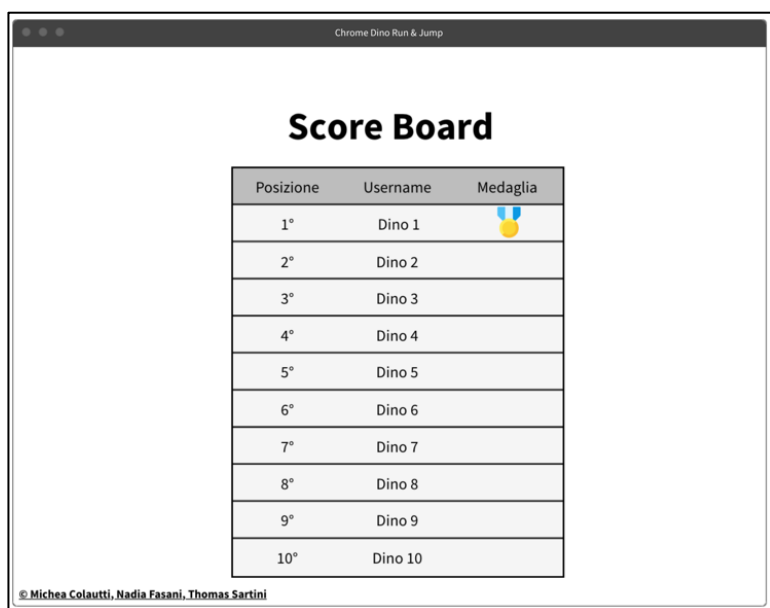 Chrome Dino Run & Jump
Score Board
Posizione Username Medaglia
1° Dino 1
2° Dino 2
3° Dino 3
4° Dino 4
5° Dino 5
6° Dino 6
7° Dino 7
8° Dino 8
9° Dino 9
10° Dino 10
© Michea Colautti, Nadia Fasani, Thomas Sartini